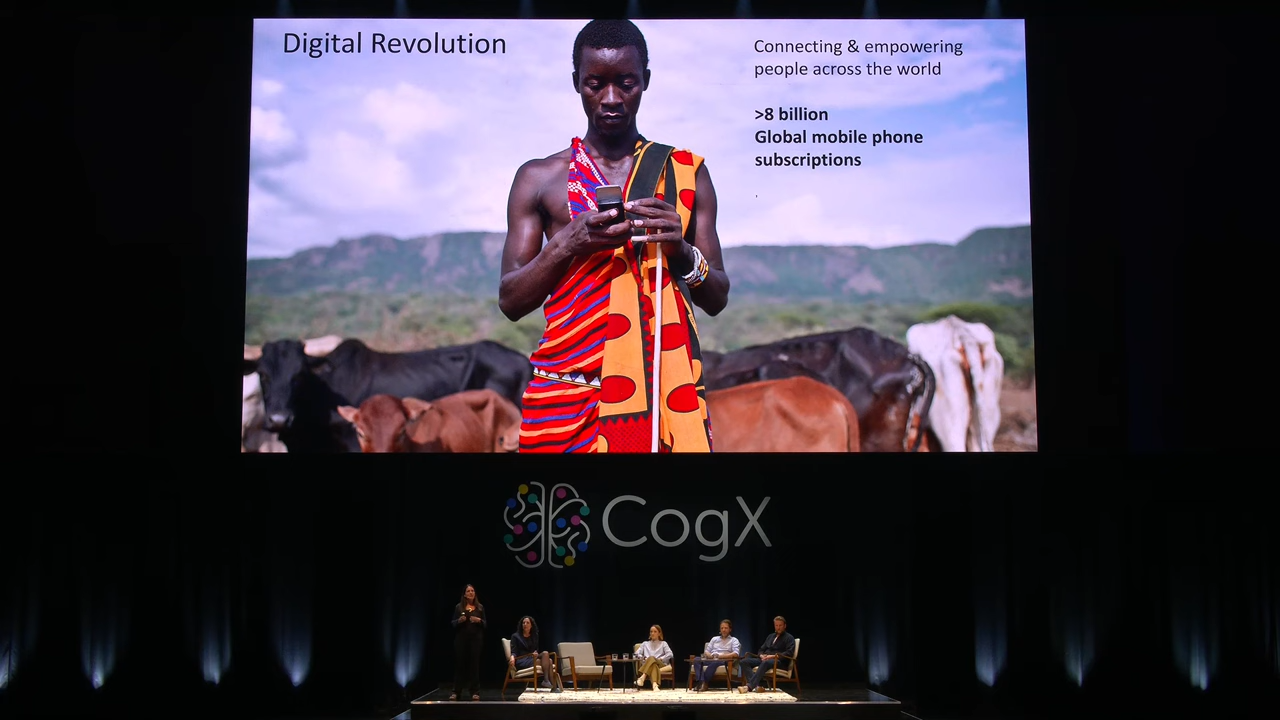 Digital Revolution
Connecting & empowering
people across the world
>8 billion
Global mobile phone
subscriptions
CogX